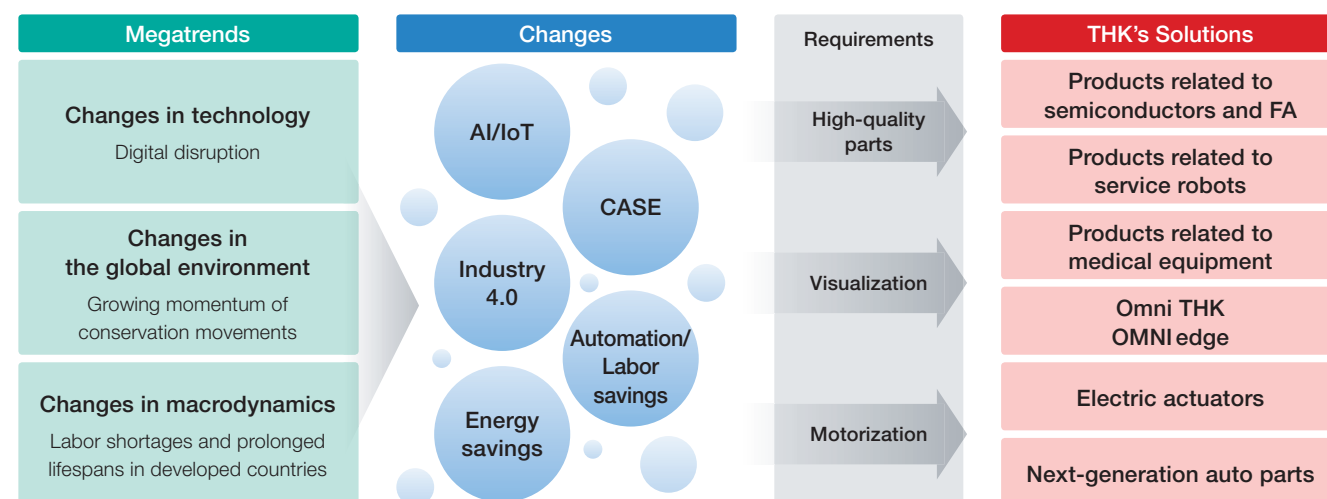 Megatrends
Changes in technology
Digital disruption
Changes in
the global environment
Growing momentum of
conservation movements
Changes in macrodynamics
Labor shortages and prolonged
lifespans in developed countries
Changes
AI/IoT
CASE
Industry
4.0
Automation/
Labor
savings
Energy
savings
Requirements
High-quality
parts
Visualization
Motorization
THK's Solutions
Products related to
semiconductors and FA
Products related to
service robots
Products related to
medical equipment
Omni THK
OMNI edge
Electric actuators
Next-generation auto parts